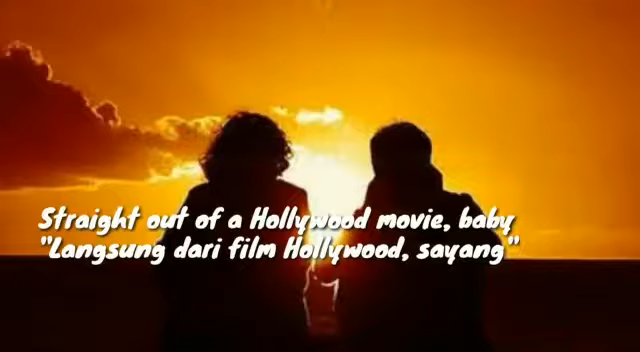 Straight out of a Hollywood movie, baby
"Langsung dari film Hollywood, sayang"